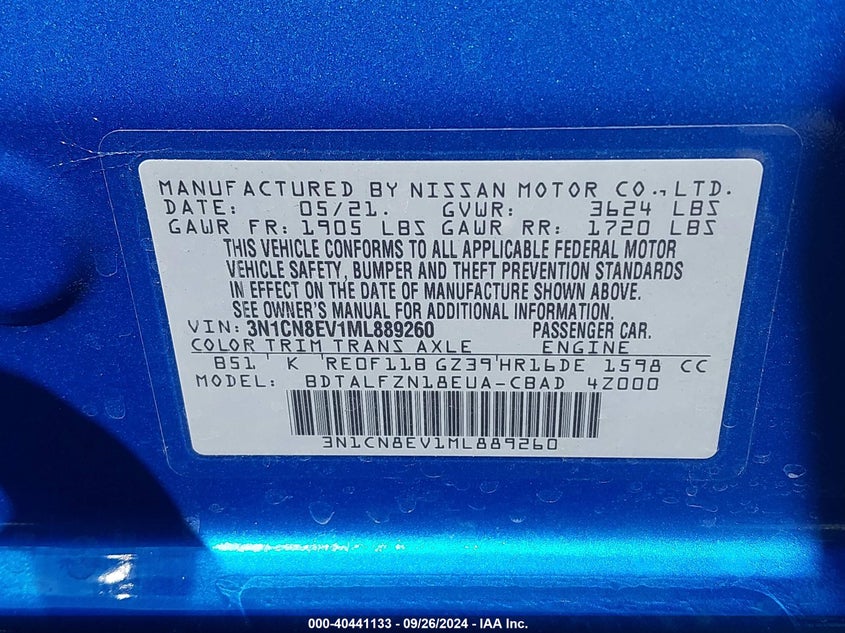 MANUFACTURED BY NISSAN MOTOR CO., LTD.
DATE: 05/21. GVWR: 3624 LBS
GAWR FR: 1905 LBS GAWR RR: 1720 LBS
THIS VEHICLE CONFORMS TO ALL APPLICABLE FEDERAL MOTOR
VEHICLE SAFETY, BUMPER AND THEFT PREVENTION STANDARDS
IN EFFECT ON THE DATE OF MANUFACTURE SHOWN ABOVE.
SEE OWNER'S MANUAL FOR ADDITIONAL INFORMATION.
VIN: 3N1CN8EV1ML889260 PASSENGER CAR.
COLOR TRIM TRANS AXLE ENGINE
B51 K RE0F11B GZ39 HR16DE 1598 CC
MODEL: BDTALFZN18EUA-CBAD 4Z000
3N1CN8EV1ML889260
000-40441133 - 09/26/2024 - IAA Inc.